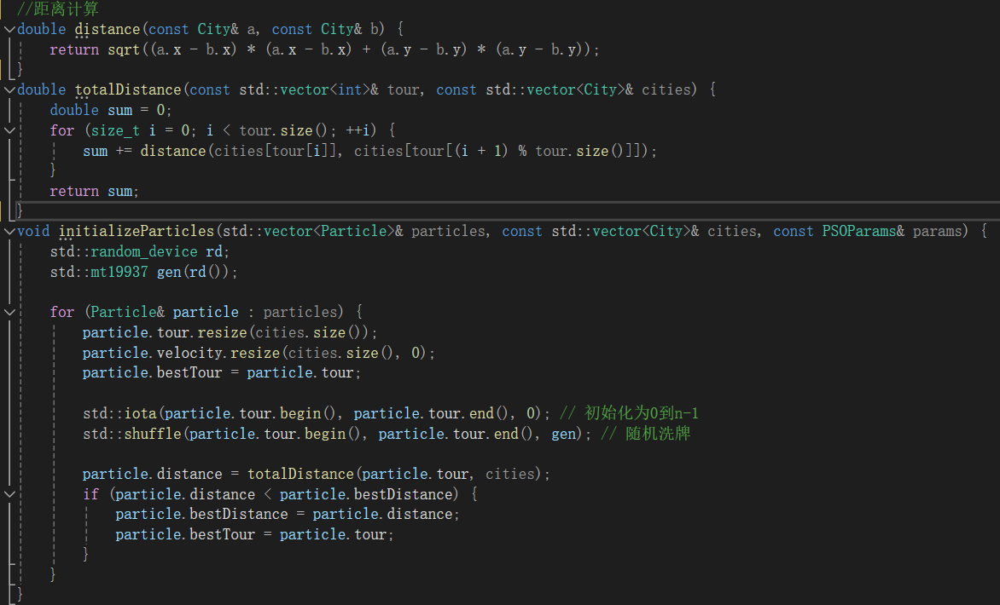 //距离计算
double distance(const City& a, const City& b) {
    return sqrt((a.x - b.x) * (a.x - b.x) + (a.y - b.y) * (a.y - b.y));
}
double totalDistance(const std::vector<int>& tour, const std::vector<City>& cities) {
    double sum = 0;
    for (size_t i = 0; i < tour.size(); ++i) {
        sum += distance(cities[tour[i]], cities[tour[(i + 1) % tour.size()]]);
    }
    return sum;
}
void initializeParticles(std::vector<Particle>& particles, const std::vector<City>& cities, const PSOParams& params) {
    std::random_device rd;
    std::mt19937 gen(rd());

    for (Particle& particle : particles) {
        particle.tour.resize(cities.size());
        particle.velocity.resize(cities.size(), 0);
        particle.bestTour = particle.tour;

        std::iota(particle.tour.begin(), particle.tour.end(), 0); // 初始化为0到n-1
        std::shuffle(particle.tour.begin(), particle.tour.end(), gen); // 随机洗牌

        particle.distance = totalDistance(particle.tour, cities);
        if (particle.distance < particle.bestDistance) {
            particle.bestDistance = particle.distance;
            particle.bestTour = particle.tour;
        }
    }
}